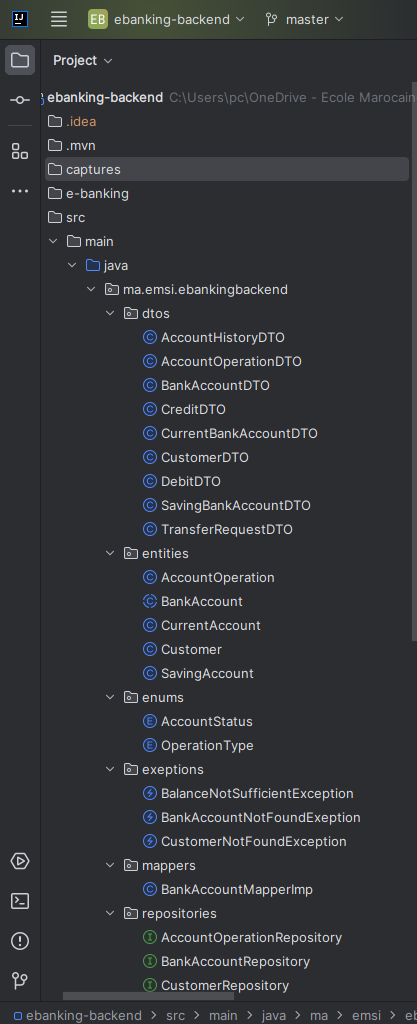 IJ EB ebanking-backend master
Project
ebanking-backend C:\Users\pc\OneDrive - Ecole Marocain
.idea
.mvn
captures
e-banking
src
main
java
ma.emsi.ebankingbackend
dtos
C AccountHistoryDTO
C AccountOperationDTO
C BankAccountDTO
C CreditDTO
C CurrentBankAccountDTO
C CustomerDTO
C DebitDTO
C SavingBankAccountDTO
C TransferRequestDTO
entities
C AccountOperation
C BankAccount
C CurrentAccount
C Customer
C SavingAccount
enums
E AccountStatus
E OperationType
exeptions
BalanceNotSufficientException
BankAccountNotFoundExeption
CustomerNotFoundException
mappers
C BankAccountMapperImp
repositories
I AccountOperationRepository
I BankAccountRepository
I CustomerRepository
ebanking-backend > src > main > java > ma > emsi > eb